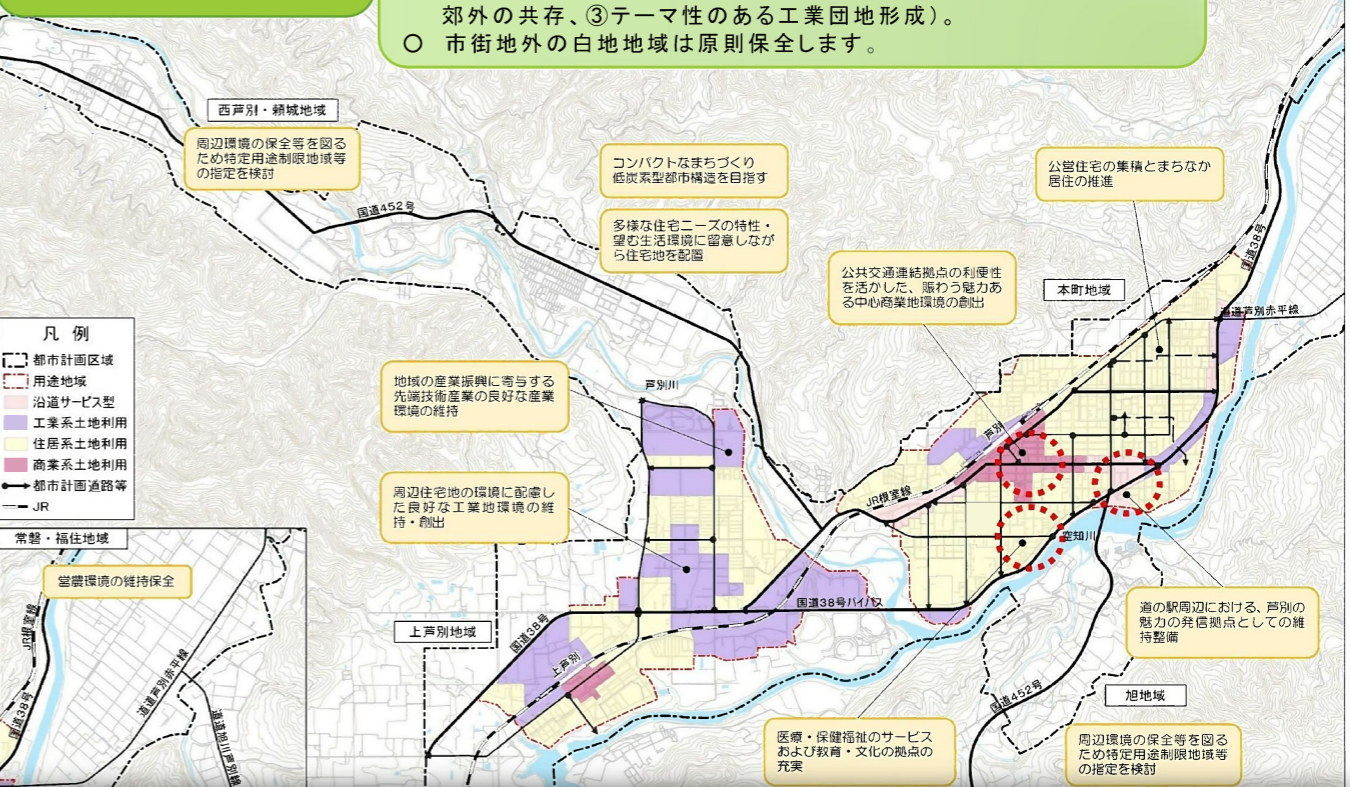 郊外の共存、③テーマ性のある工業団地形成）。
○ 市街地外の白地地域は原則保全します。
西芦別・頼城地域
周辺環境の保全等を図る
ため特定用途制限地域等
の指定を検討
国道452号
コンパクトなまちづくり
低炭素型都市構造を目指す
多様な住宅ニーズの特性・
望む生活環境に留意しなが
ら住宅地を配置
公営住宅の集積とまちなか
居住の推進
公共交通連結拠点の利便性
を活かした、賑わう魅力あ
る中心商業地環境の創出
本町地域
国道38号
道道芦別赤平線
凡 例
都市計画区域
用途地域
沿道サービス型
工業系土地利用
住居系土地利用
商業系土地利用
都市計画道路等
JR
地域の産業振興に寄与する
先端技術産業の良好な産業
環境の維持
芦別川
芦別
JR根室線
周辺住宅地の環境に配慮し
た良好な工業地環境の維
持・創出
空知川
常磐・福住地域
営農環境の維持保全
JR根室線
国道38号
道道芦別赤平線
道道旭川芦別線
上芦別地域
国道38号
上芦別
国道38号バイパス
道の駅周辺における、芦別の
魅力の発信拠点としての維
持整備
国道452号
旭地域
医療・保健福祉のサービス
および教育・文化の拠点の
充実
周辺環境の保全等を図る
ため特定用途制限地域等
の指定を検討